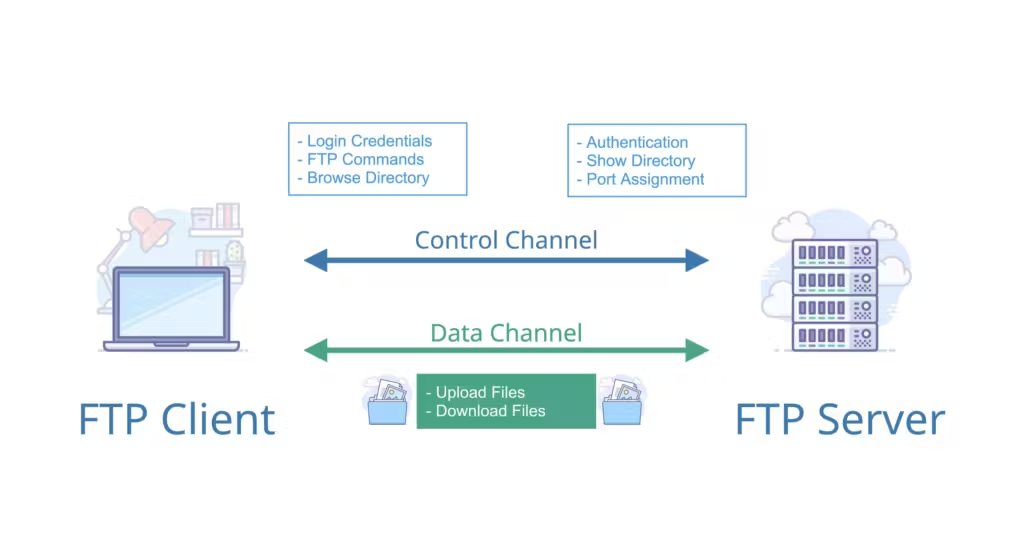 - Login Credentials
- FTP Commands
- Browse Directory
- Authentication
- Show Directory
- Port Assignment
Control Channel
Data Channel
- Upload Files
- Download Files
FTP Client
FTP Server